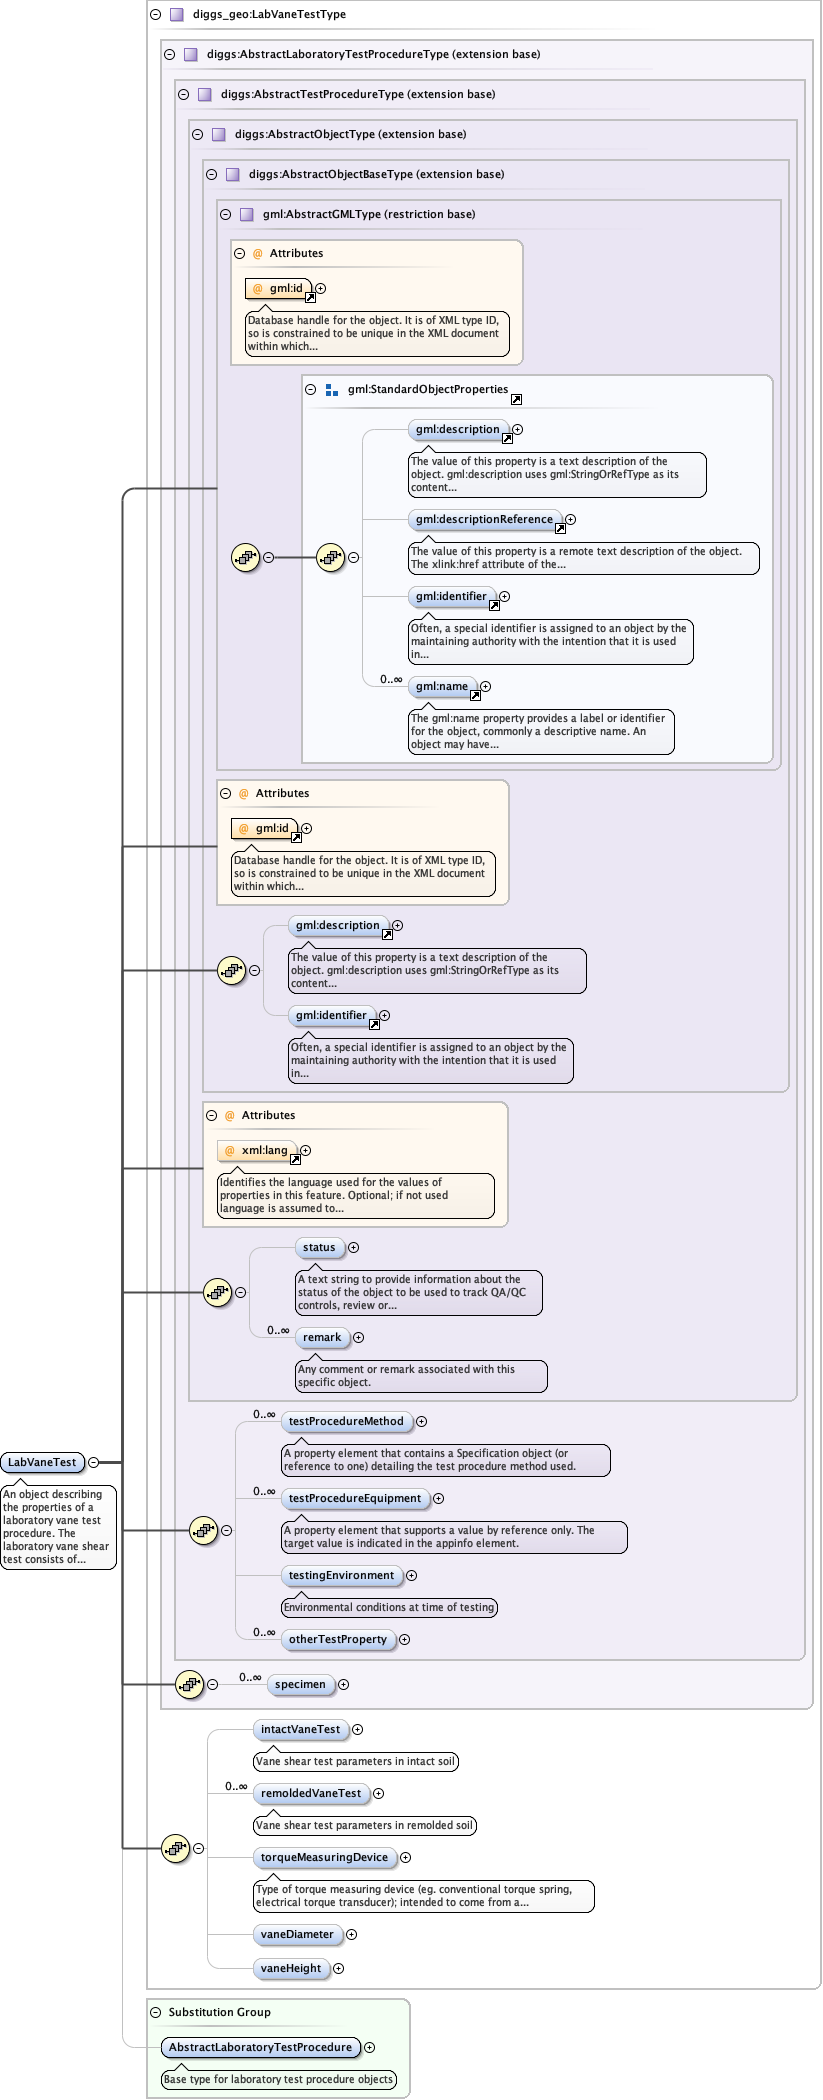 diggs_geo:LabVaneTestType
diggs:AbstractLaboratoryTestProcedureType (extension base)
diggs:AbstractTestProcedureType (extension base)
diggs:AbstractObjectType (extension base)
diggs:AbstractObjectBaseType (extension base)
gml:AbstractGMLType (restriction base)
@ Attributes
@ gml:id
Database handle for the object. It is of XML type ID,
so is constrained to be unique in the XML document
within which...
gml:StandardObjectProperties
gml:description
The value of this property is a text description of the
object. gml:description uses gml:StringOrRefType as its
content...
gml:descriptionReference
The value of this property is a remote text description of the object.
The xlink:href attribute of the...
gml:identifier
Often, a special identifier is assigned to an object by the
maintaining authority with the intention that it is used
in...
0..∞ gml:name
The gml:name property provides a label or identifier
for the object, commonly a descriptive name. An
object may have...
@ Attributes
@ gml:id
Database handle for the object. It is of XML type ID,
so is constrained to be unique in the XML document
within which...
gml:description
The value of this property is a text description of the
object. gml:description uses gml:StringOrRefType as its
content...
gml:identifier
Often, a special identifier is assigned to an object by the
maintaining authority with the intention that it is used
in...
@ Attributes
@ xml:lang
Identifies the language used for the values of
properties in this feature. Optional; if not used
language is assumed to...
status
A text string to provide information about the
status of the object to be used to track QA/QC
controls, review or...
0..∞ remark
Any comment or remark associated with this
specific object.
0..∞ testProcedureMethod
A property element that contains a Specification object (or
reference to one) detailing the test procedure method used.
LabVaneTest
An object describing
the properties of a
laboratory vane test
procedure. The
laboratory vane shear
test consists of...
0..∞ testProcedureEquipment
A property element that supports a value by reference only. The
target value is indicated in the appinfo element.
testingEnvironment
Environmental conditions at time of testing
0..∞ otherTestProperty
0..∞ specimen
intactVaneTest
Vane shear test parameters in intact soil
0..∞ remoldedVaneTest
Vane shear test parameters in remolded soil
torqueMeasuringDevice
Type of torque measuring device (eg. conventional torque spring,
electrical torque transducer); intended to come from a...
vaneDiameter
vaneHeight
Substitution Group
AbstractLaboratoryTestProcedure
Base type for laboratory test procedure objects